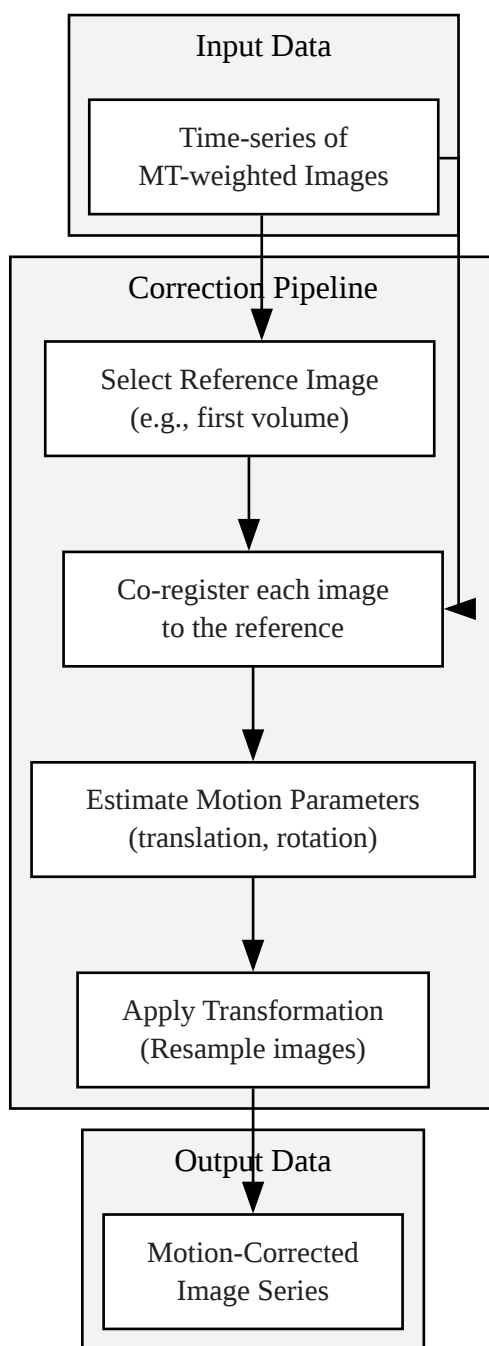 Input Data
Time-series of
MT-weighted Images
Correction Pipeline
Select Reference Image
(e.g., first volume)
Co-register each image
to the reference
Estimate Motion Parameters
(translation, rotation)
Apply Transformation
(Resample images)
Output Data
Motion-Corrected
Image Series